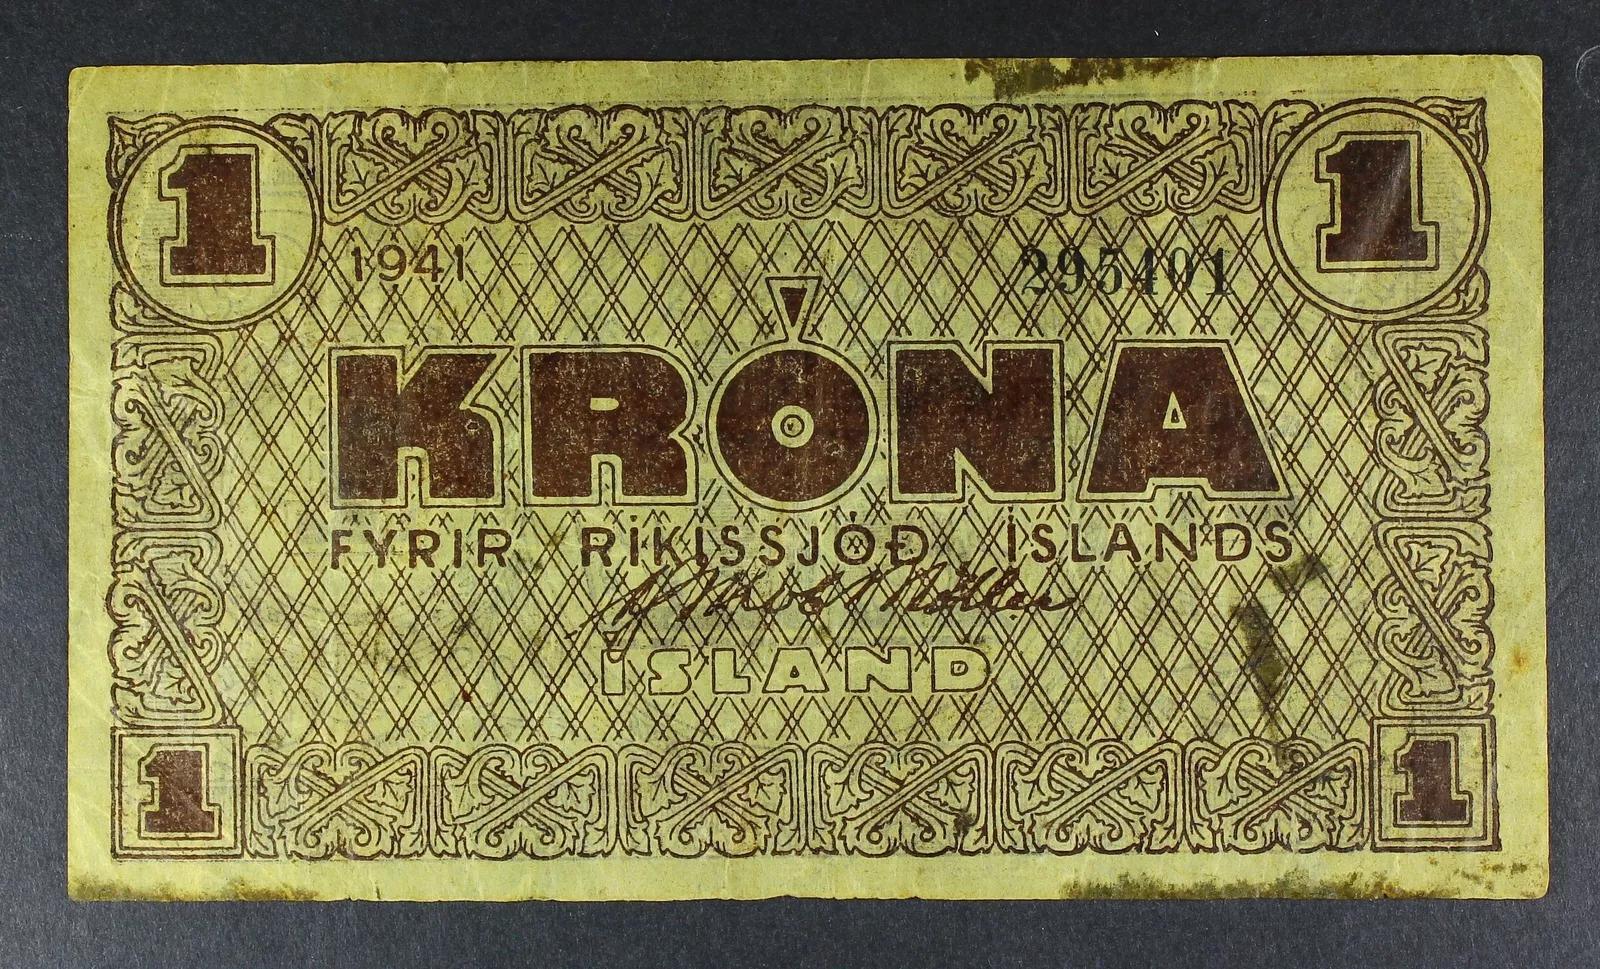 1 1
1941 295401
KRÓNA
FYRIR RÍKISSJÓÐ ÍSLANDS
ÍSLAND
1 1